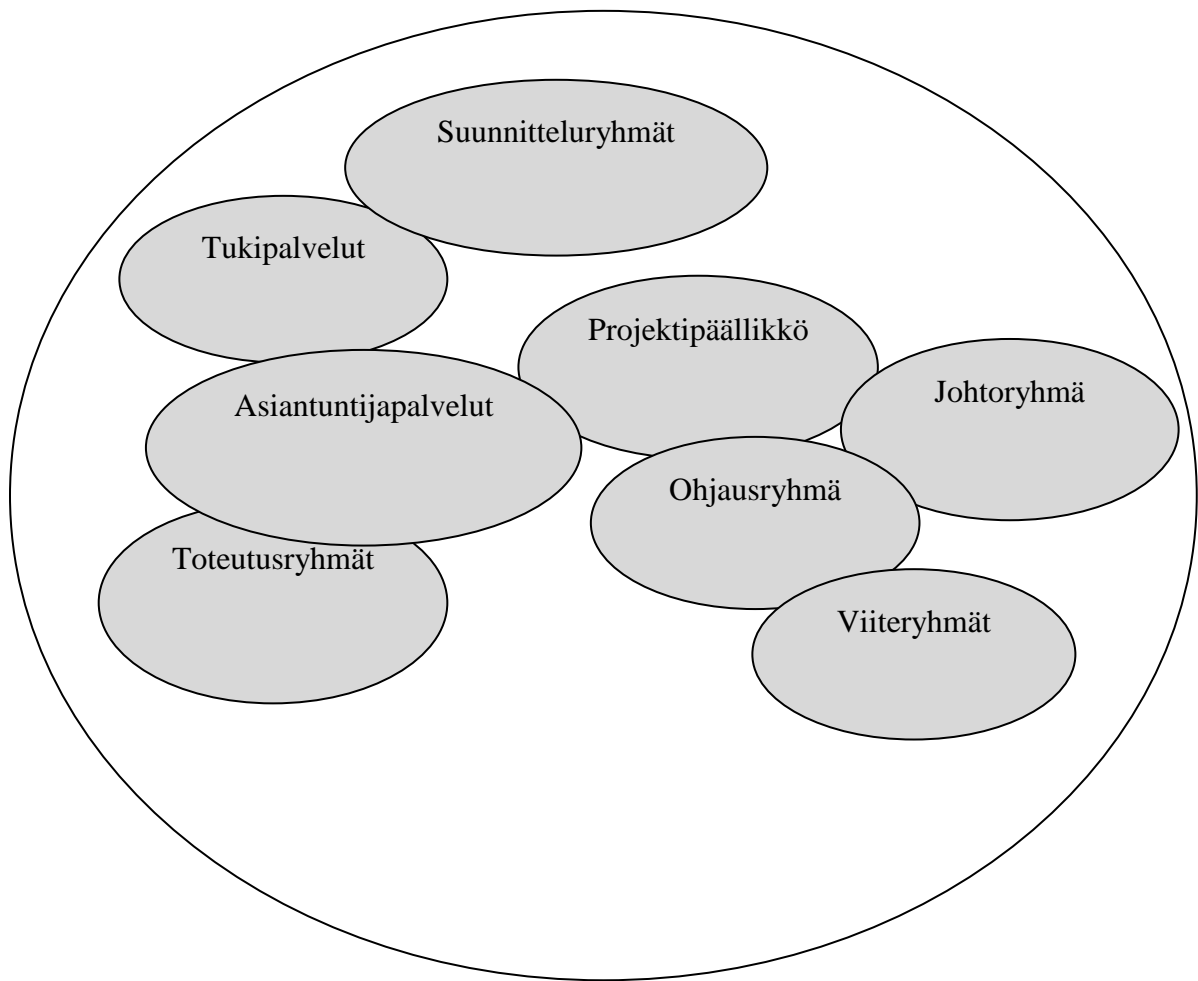 Suunnitteluryhmät
Tukipalvelut
Projektipäällikkö
Johtoryhmä
Asiantuntijapalvelut
Ohjausryhmä
Toteutusryhmät
Viiteryhmät